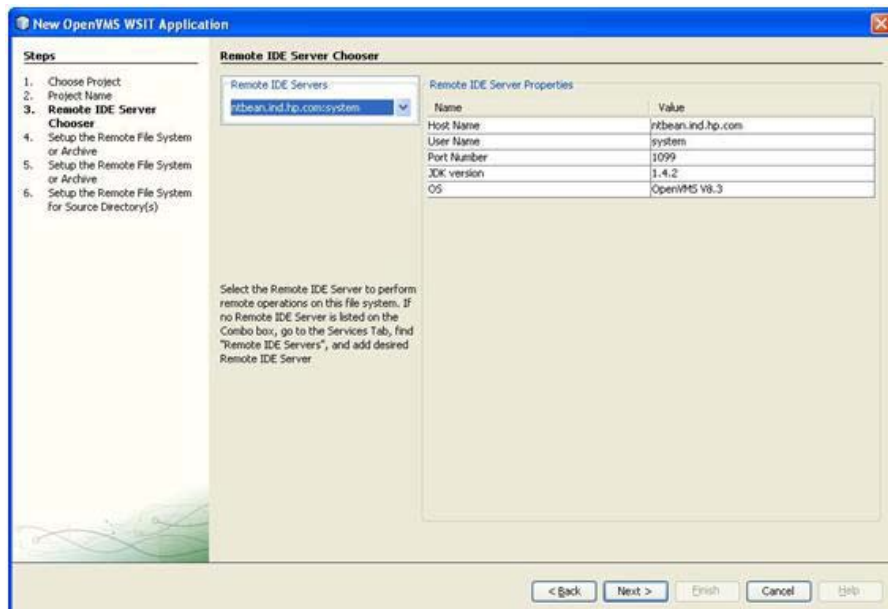 New OpenVMS WSIT Application
Steps
1. Choose Project
2. Project Name
3. Remote IDE Server
Chooser
4. Setup the Remote File System
or Archive
5. Setup the Remote File System
or Archive
6. Setup the Remote File System
for Source Directory(s)
Remote IDE Server Chooser
Remote IDE Servers
ntbean.ind.hp.com:system
Select the Remote IDE Server to perform
remote operations on this file system. If
no Remote IDE Server is listed on the
Combo box, go to the Services Tab, find
"Remote IDE Servers", and add desired
Remote IDE Server
Remote IDE Server Properties
Name Value
Host Name ntbean.ind.hp.com
User Name system
Port Number 1099
JDK version 1.4.2
OS OpenVMS V8.3
< Back Next > Finish Cancel Help